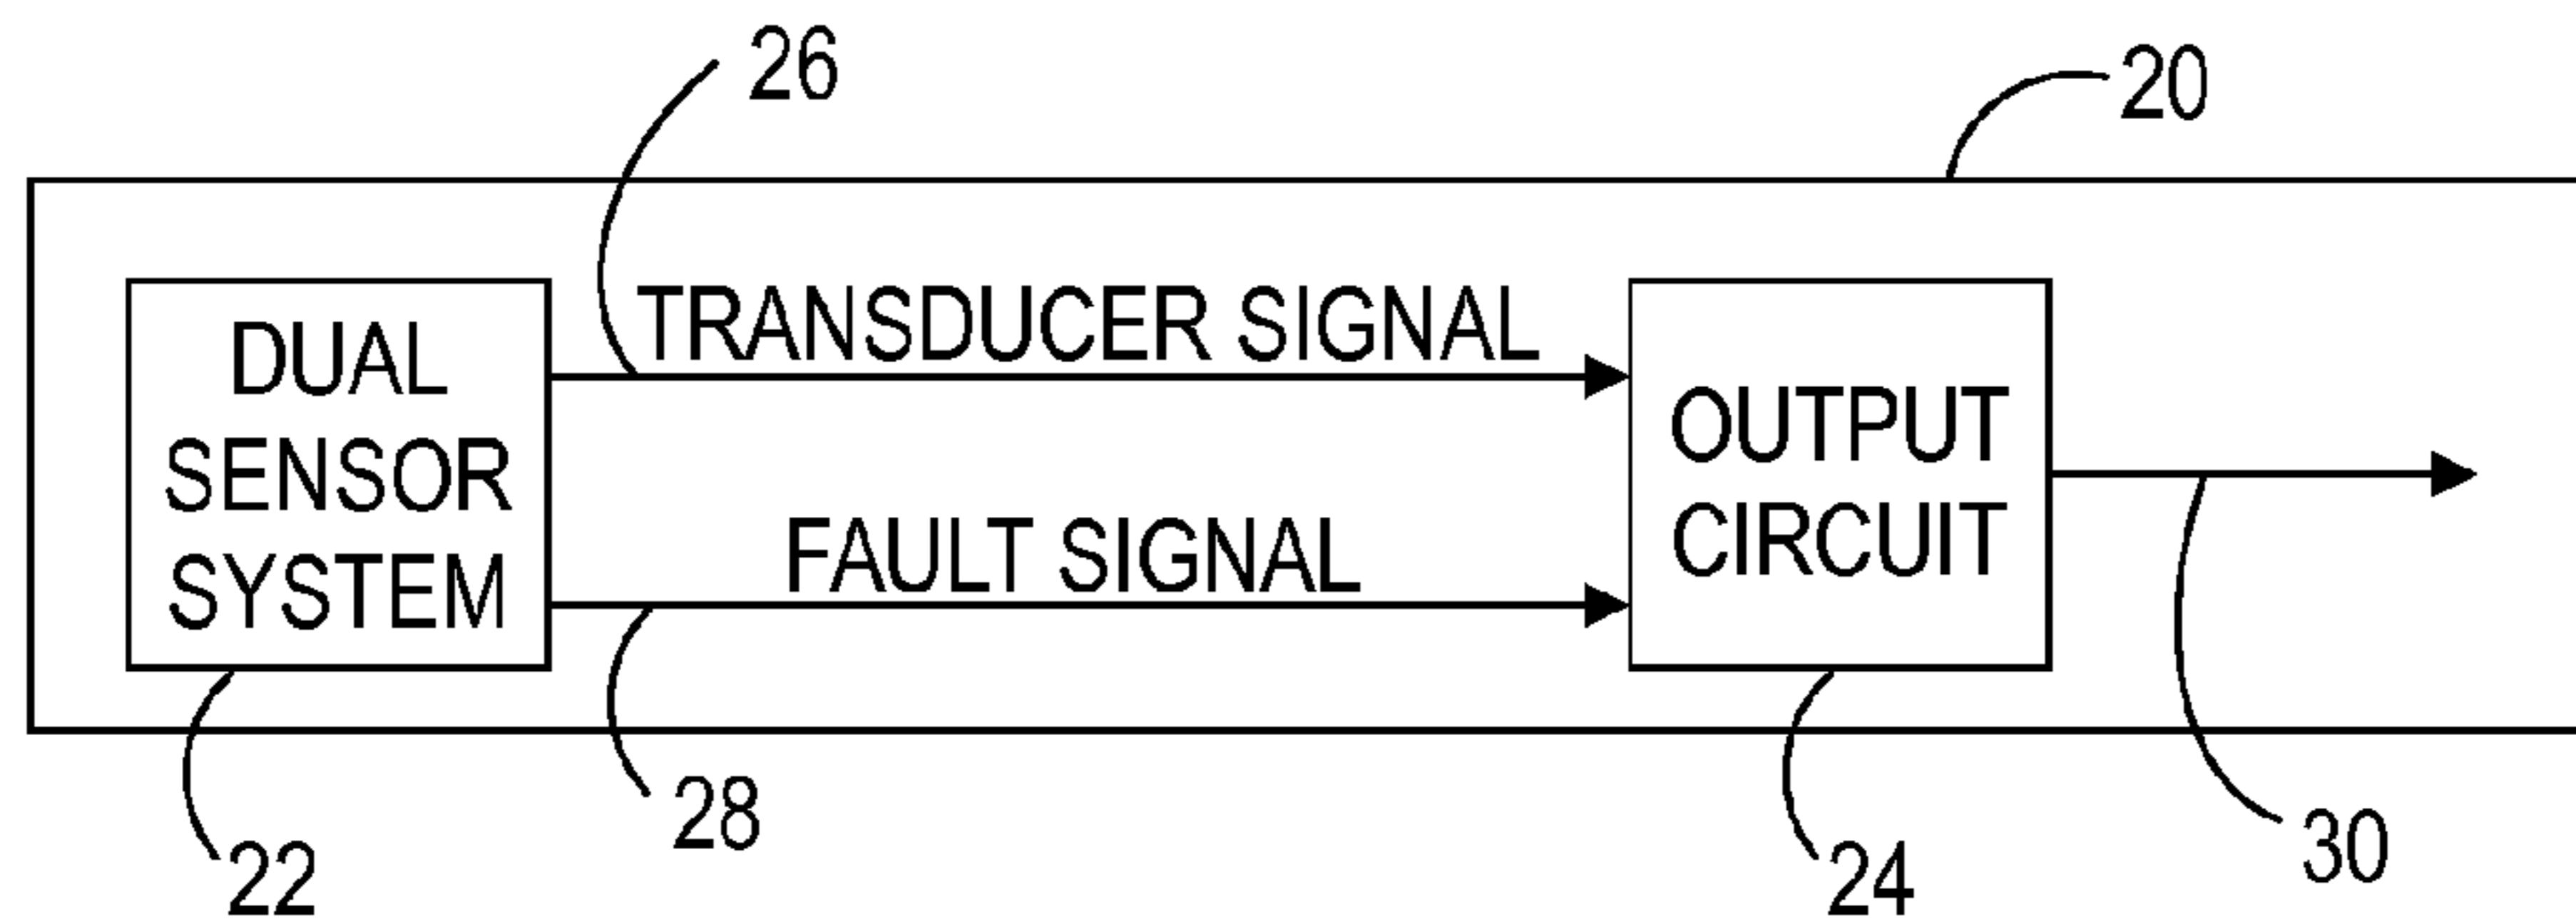 26
20
TRANSDUCER SIGNAL
DUAL
SENSOR
SYSTEM
OUTPUT
CIRCUIT
FAULT SIGNAL
28
30
22
24